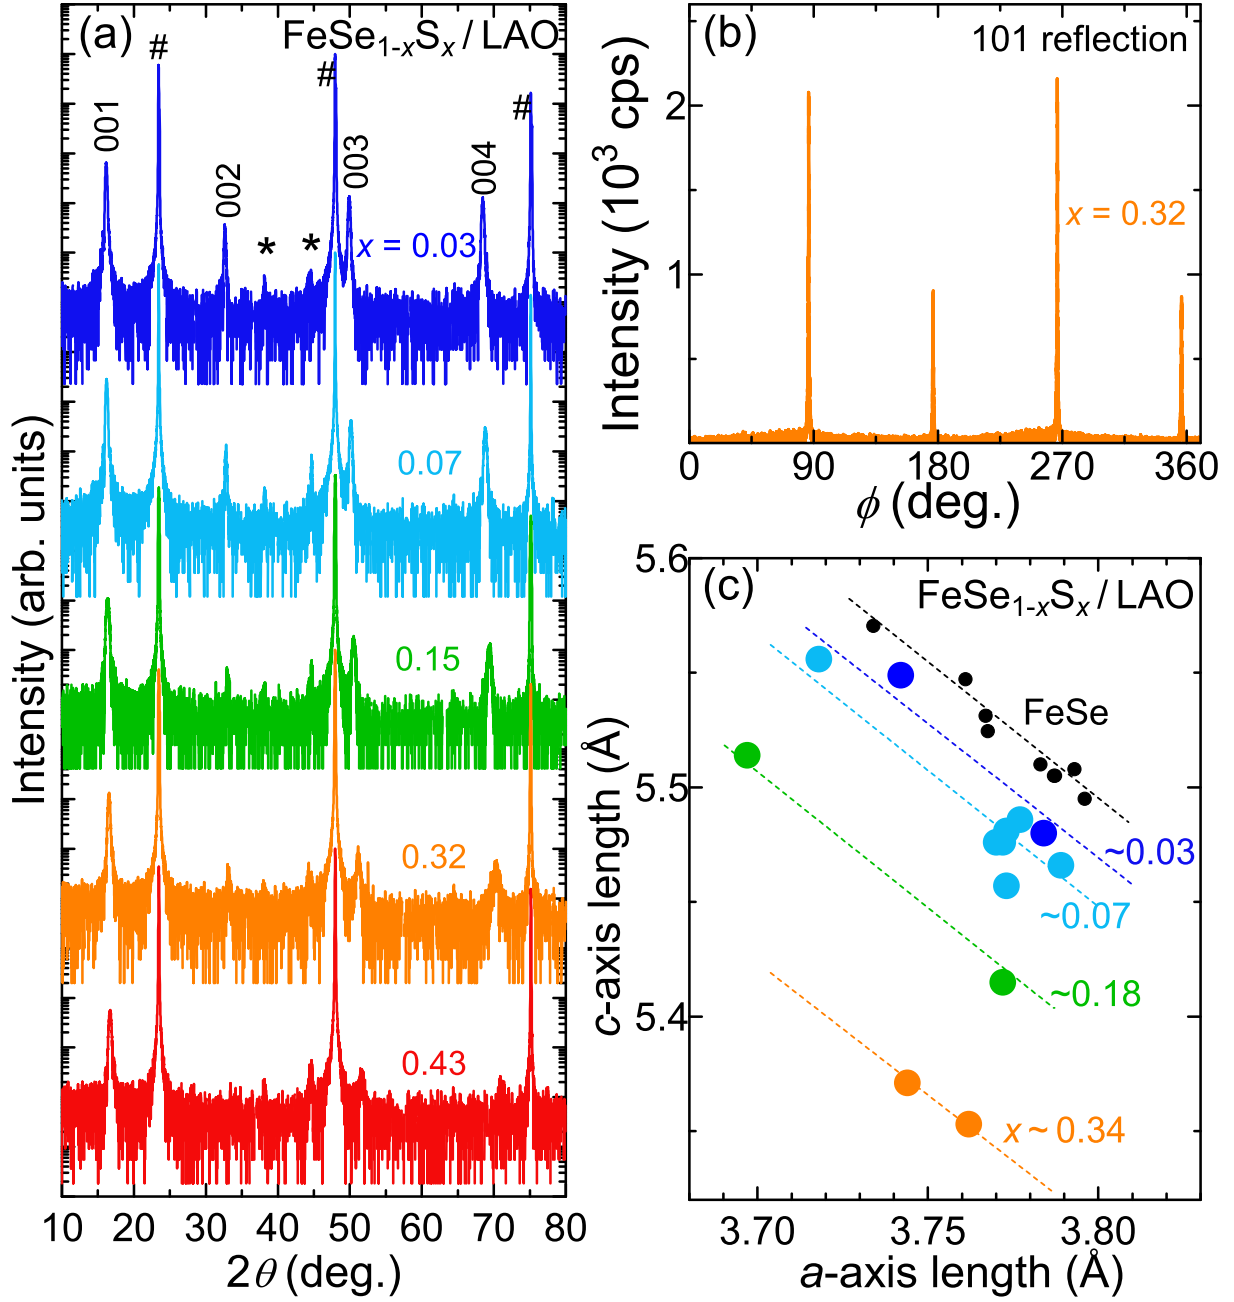 (a)
FeSe1-xSx / LAO
#
#
#
001
002
003
004
*
*
x = 0.03
0.07
0.15
0.32
0.43
Intensity (arb. units)
10 20 30 40 50 60 70 80
2θ (deg.)
(b)
101 reflection
x = 0.32
Intensity (10³ cps)
2
1
0 90 180 270 360
ϕ (deg.)
(c)
FeSe1-xSx / LAO
FeSe
~0.03
~0.07
~0.18
x ~ 0.34
c-axis length (Å)
5.6
5.5
5.4
3.70 3.75 3.80
a-axis length (Å)